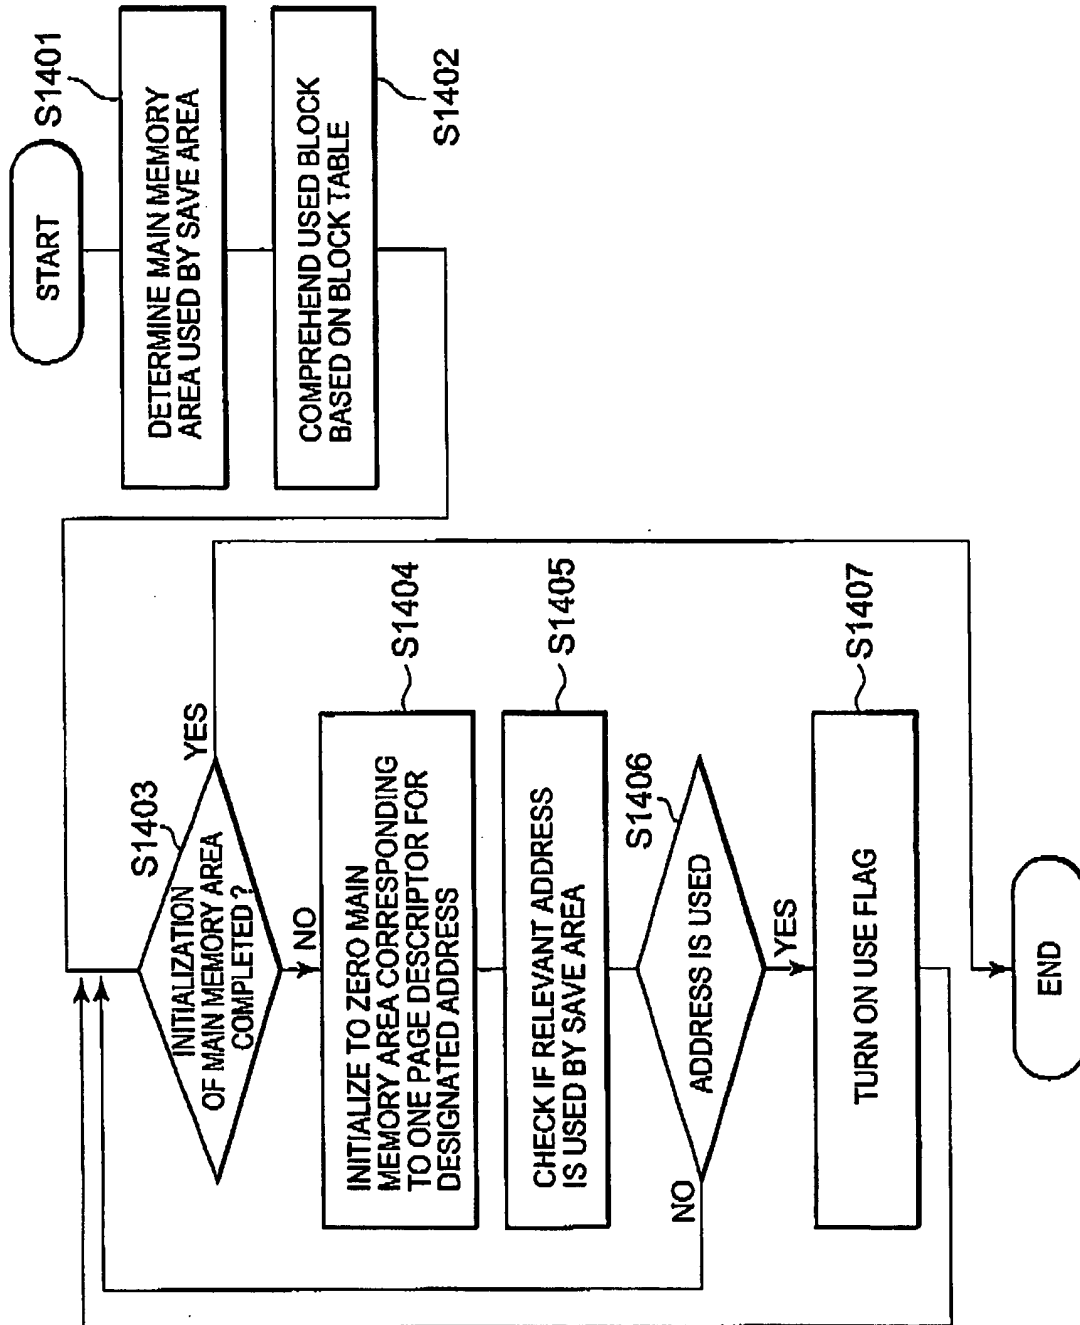 START
S1401
DETERMINE MAIN MEMORY
AREA USED BY SAVE AREA
S1402
COMPREHEND USED BLOCK
BASED ON BLOCK TABLE
S1403
INITIALIZATION
OF MAIN MEMORY AREA
COMPLETED ?
YES
NO
S1404
INITIALIZE TO ZERO MAIN
MEMORY AREA CORRESPONDING
TO ONE PAGE DESCRIPTOR FOR
DESIGNATED ADDRESS
S1405
CHECK IF RELEVANT ADDRESS
IS USED BY SAVE AREA
S1406
ADDRESS IS USED
NO
YES
S1407
TURN ON USE FLAG
END